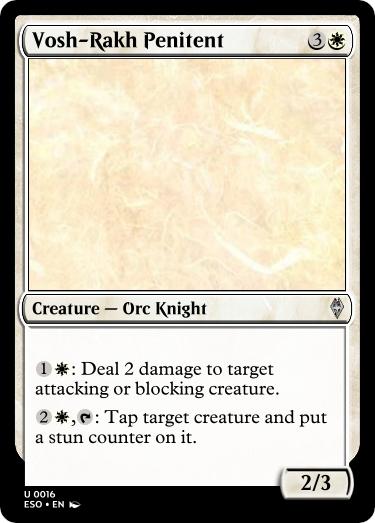 Vosh-Rakh Penitent 3
Creature — Orc Knight
1 : Deal 2 damage to target
attacking or blocking creature.
2 , : Tap target creature and put
a stun counter on it.
2/3
U 0016
ESO • EN